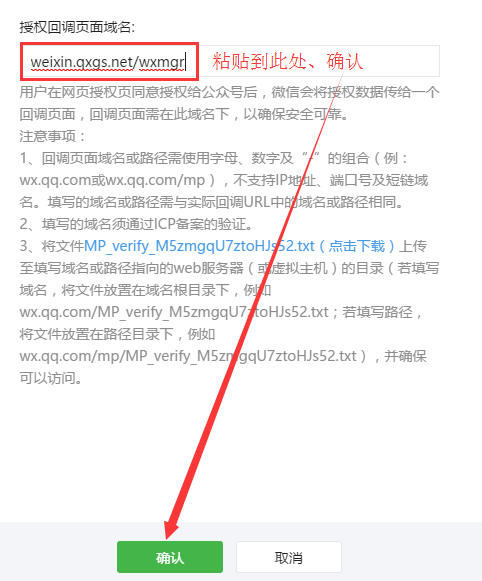 授权回调页面域名:
weixin.qxgs.net/wxmgr 粘贴到此处、确认
用户在网页授权页同意授权给公众号后，微信会将授权数据传给一个
回调页面，回调页面需在此域名下，以确保安全可靠。
注意事项：
1、回调页面域名或路径需使用字母、数字及“-”的组合（例：
wx.qq.com或wx.qq.com/mp），不支持IP地址、端口号及短链域
名。填写的域名或路径需与实际回调URL中的域名或路径相同。
2、填写的域名须通过ICP备案的验证。
3、将文件MP_verify_M5zmgqU7ztoHJs52.txt（点击下载）上传
至填写域名或路径指向的web服务器（或虚拟主机）的目录（若填写
域名，将文件放置在域名根目录下，例如
wx.qq.com/MP_verify_M5zmgqU7ztoHJs52.txt；若填写路径，
将文件放置在路径目录下，例如
wx.qq.com/mp/MP_verify_M5zmgqU7ztoHJs52.txt），并确保
可以访问。
确认 取消